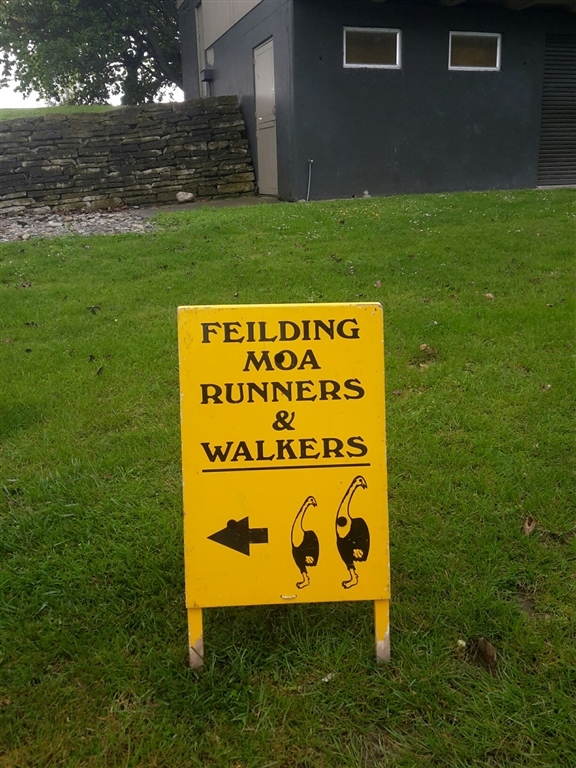 FEILDING
MOA
RUNNERS
&
WALKERS